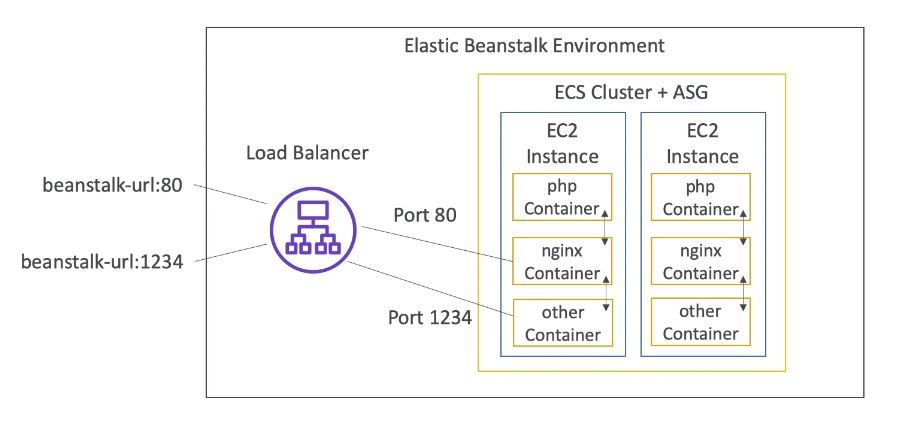 Elastic Beanstalk Environment
ECS Cluster + ASG
Load Balancer
beanstalk-url:80
beanstalk-url:1234
Port 80
Port 1234
EC2
Instance
php
Container
nginx
Container
other
Container
EC2
Instance
php
Container
nginx
Container
other
Container